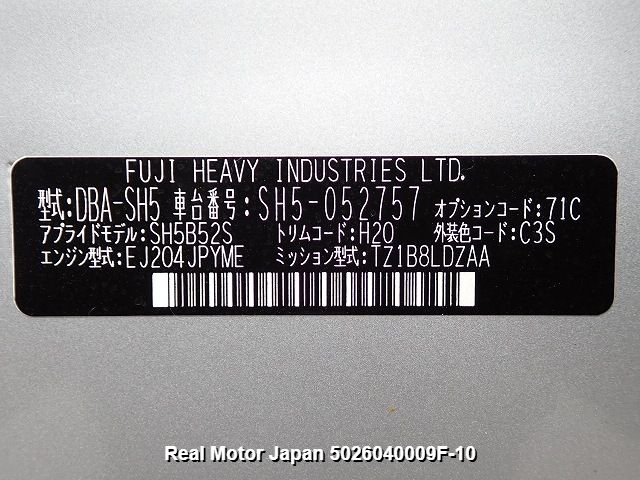 FUJI HEAVY INDUSTRIES LTD.
型式:DBA-SH5 車台番号:SH5-052757 オプションコード:71C
アプライドモデル:SH5B52S トリムコード:H20 外装色コード:C3S
エンジン型式:EJ204JPYME ミッション型式:TZ1B8LDZAA
Real Motor Japan 5026040009F-10